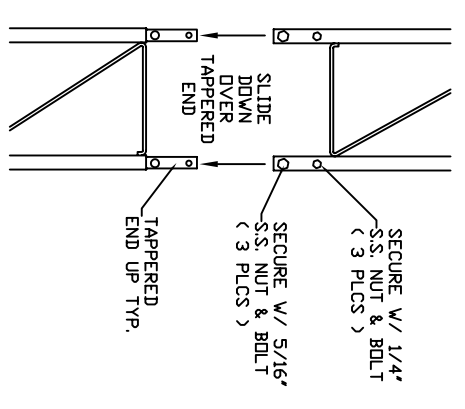 SLIDE
DOWN
OVER
TAPPERED
END
SECURE W/ 1/4"
S.S. NUT & BOLT
( 3 PLCS )
SECURE W/ 5/16"
S.S. NUT & BOLT
( 3 PLCS )
TAPPERED
END UP TYP.